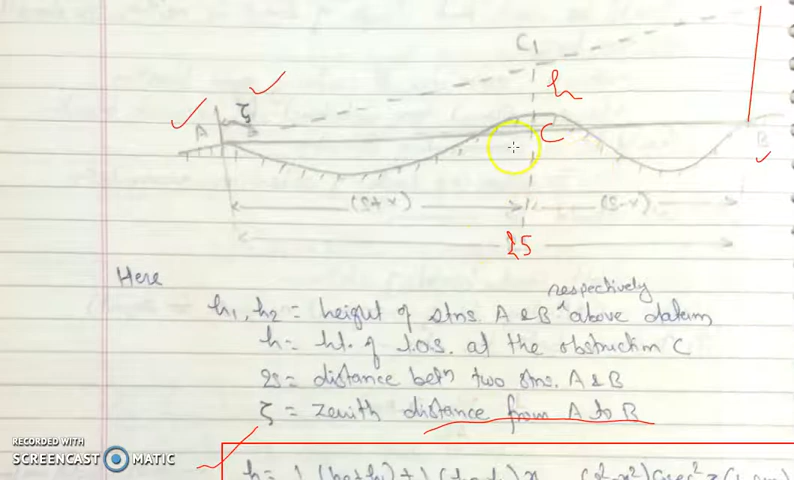 C₁
h
ζ
A
C
B
(S+x) (S-x)
2S
Here
respectively
h₁, h₂ = height of stns. A & B ^ above datum
h = ht. of l.o.s. at the obstruction C
2s = distance betn two stns. A & B
ζ = zenith distance from A to B
RECORDED WITH
SCREENCAST MATIC